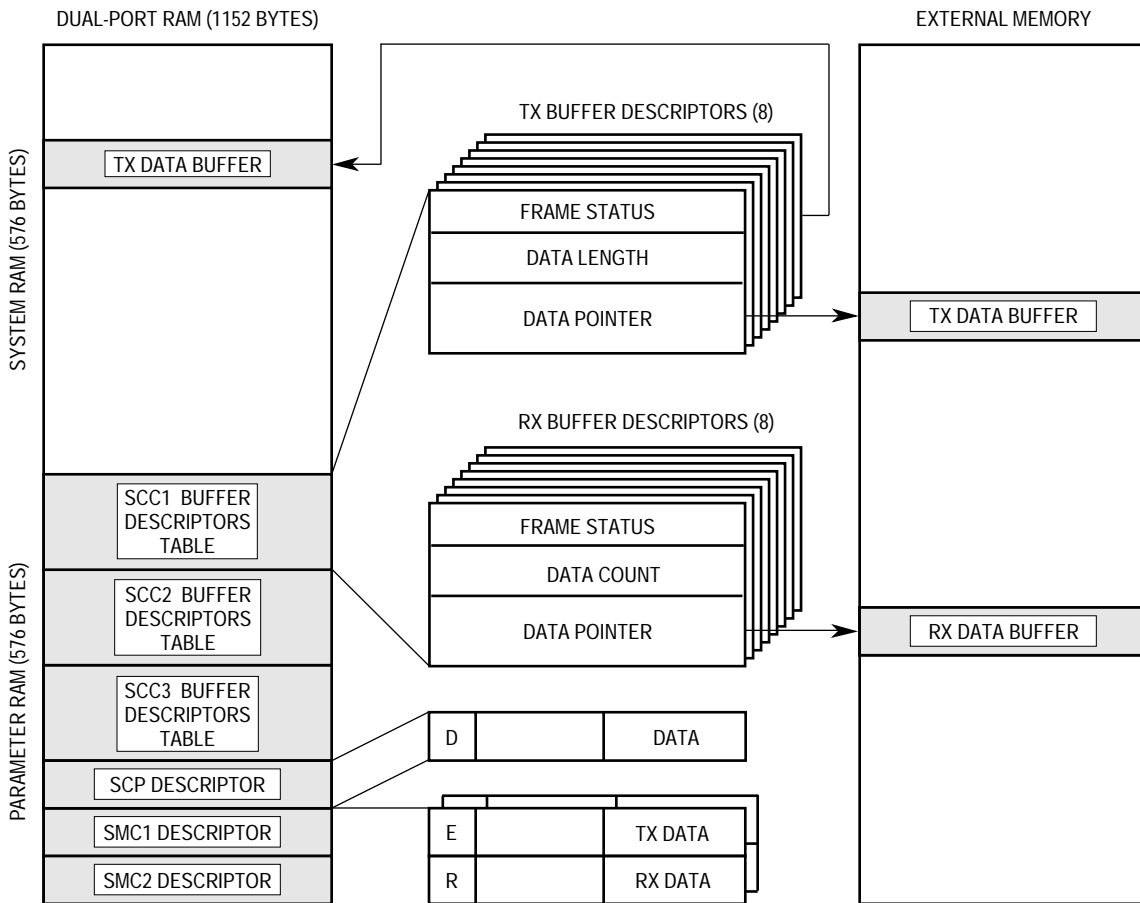 DUAL-PORT RAM (1152 BYTES)
EXTERNAL MEMORY
SYSTEM RAM (576 BYTES)
PARAMETER RAM (576 BYTES)
TX DATA BUFFER
SCC1 BUFFER
DESCRIPTORS
TABLE
SCC2 BUFFER
DESCRIPTORS
TABLE
SCC3 BUFFER
DESCRIPTORS
TABLE
SCP DESCRIPTOR
SMC1 DESCRIPTOR
SMC2 DESCRIPTOR
TX BUFFER DESCRIPTORS (8)
FRAME STATUS
DATA LENGTH
DATA POINTER
RX BUFFER DESCRIPTORS (8)
FRAME STATUS
DATA COUNT
DATA POINTER
D DATA
E TX DATA
R RX DATA
TX DATA BUFFER
RX DATA BUFFER